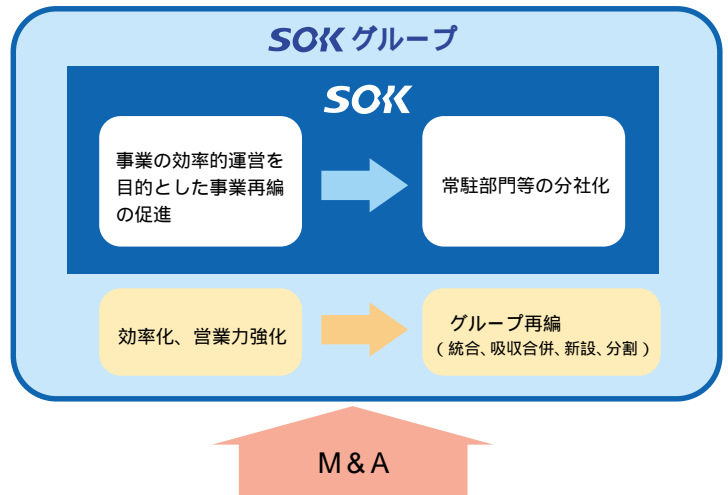 SOK グループ
SOK
事業の効率的運営を
目的とした事業再編
の促進
常駐部門等の分社化
効率化、営業力強化
グループ再編
(統合、吸収合併、新設、分割)
M&A